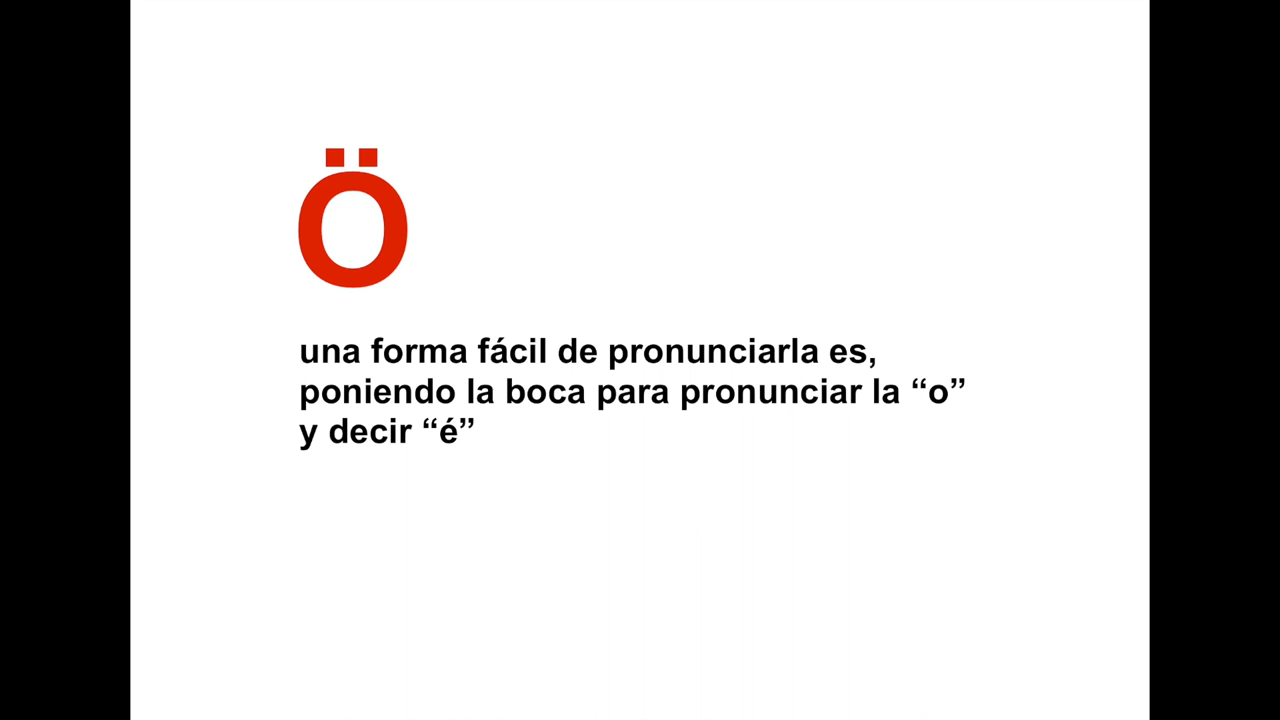 Ö
una forma fácil de pronunciarla es,
poniendo la boca para pronunciar la “o”
y decir “é”